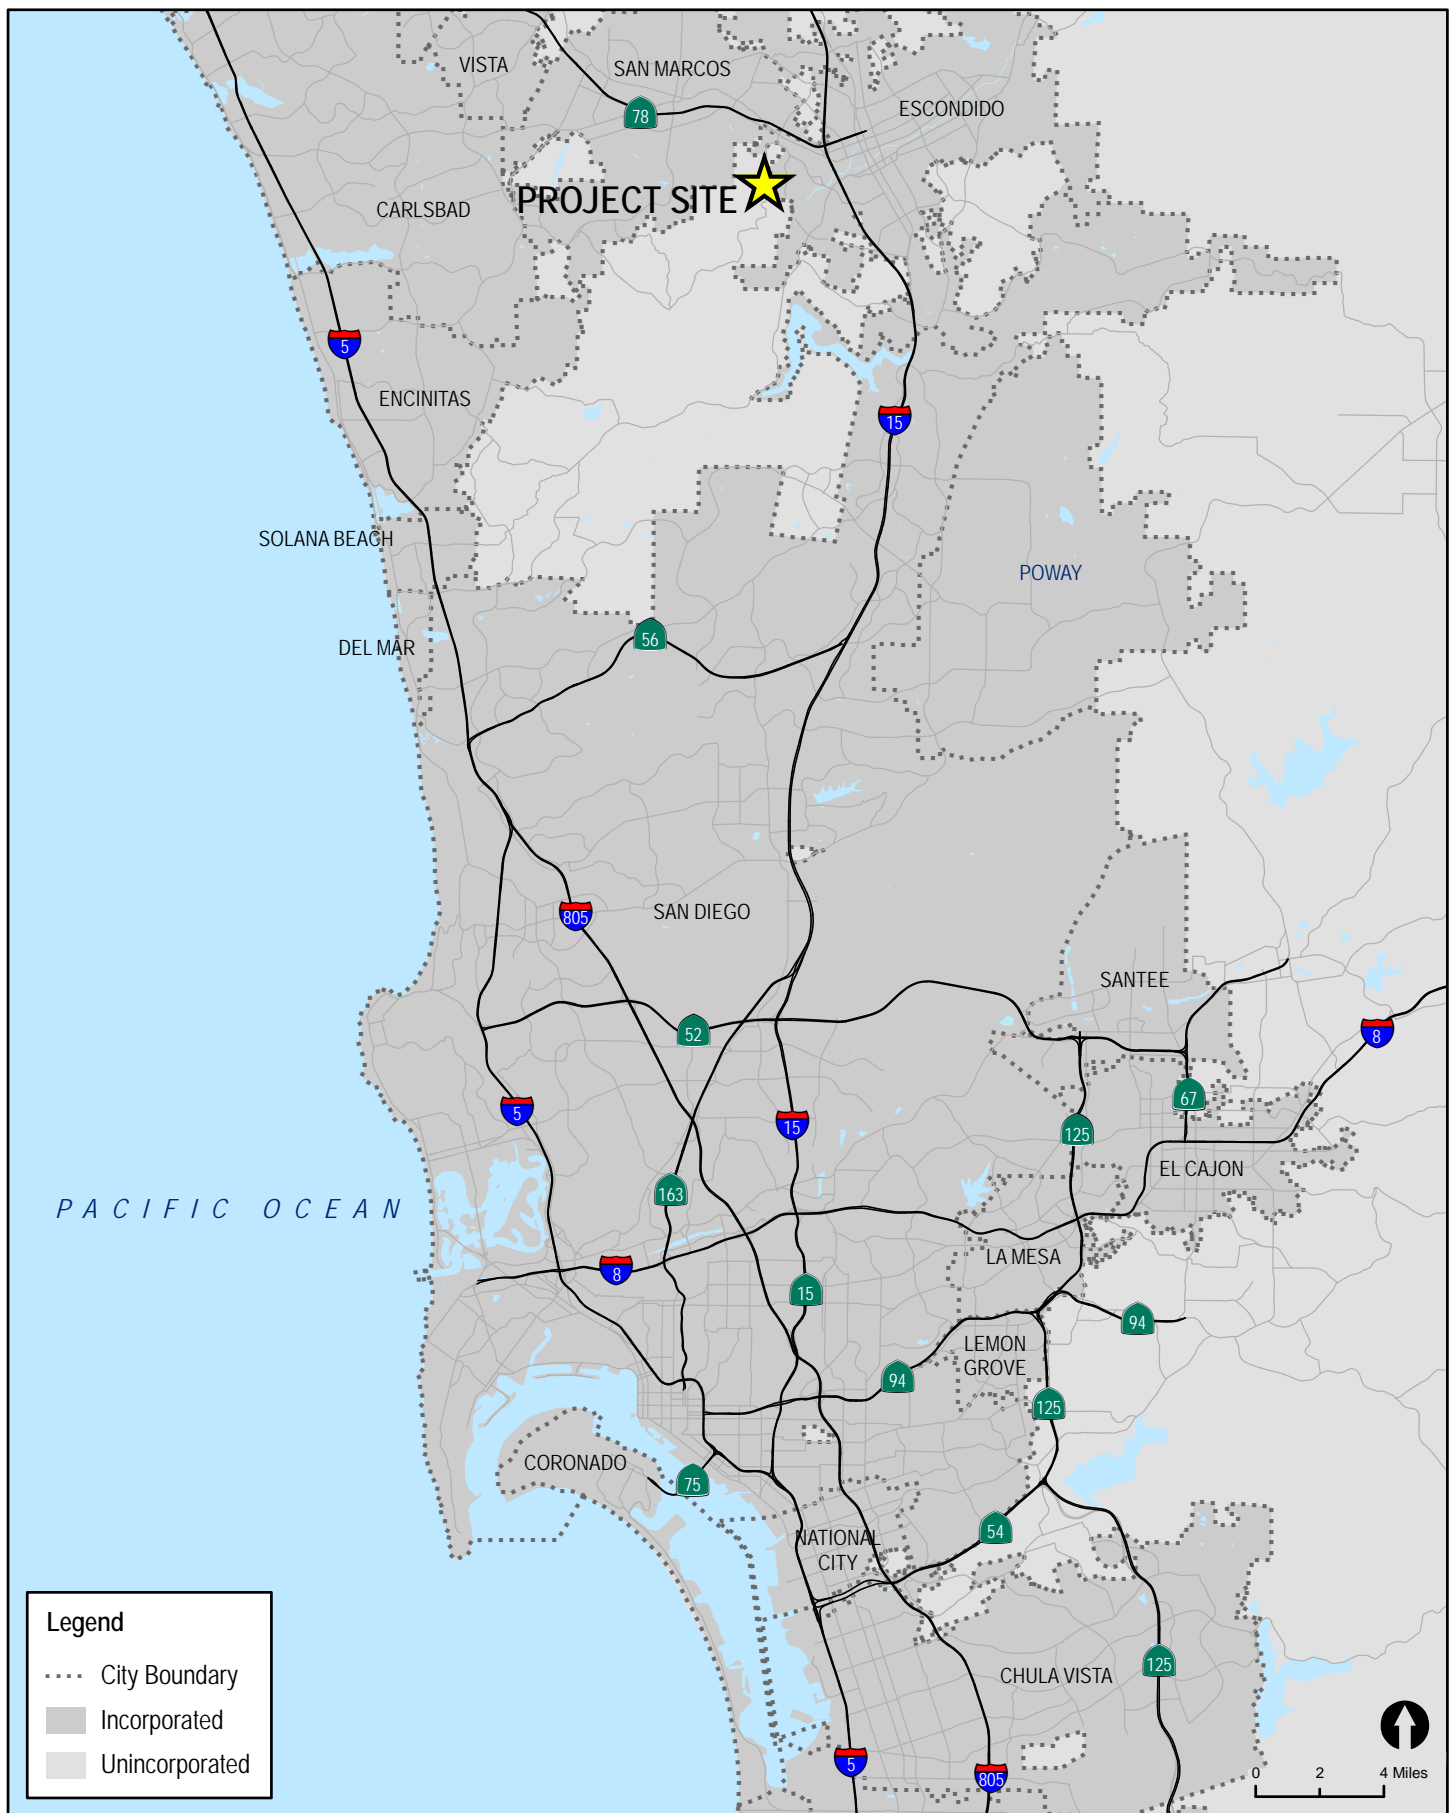 VISTA
SAN MARCOS
ESCONDIDO
78
PROJECT SITE
CARLSBAD
5
ENCINITAS
15
SOLANA BEACH
POWAY
56
DEL MAR
805
SAN DIEGO
SANTEE
52
8
67
5
15
125
EL CAJON
163
PACIFIC OCEAN
LA MESA
8
15
94
LEMON
GROVE
94
125
CORONADO
75
54
NATIONAL
CITY
125
CHULA VISTA
5
805
Legend
City Boundary
Incorporated
Unincorporated
0 2 4 Miles